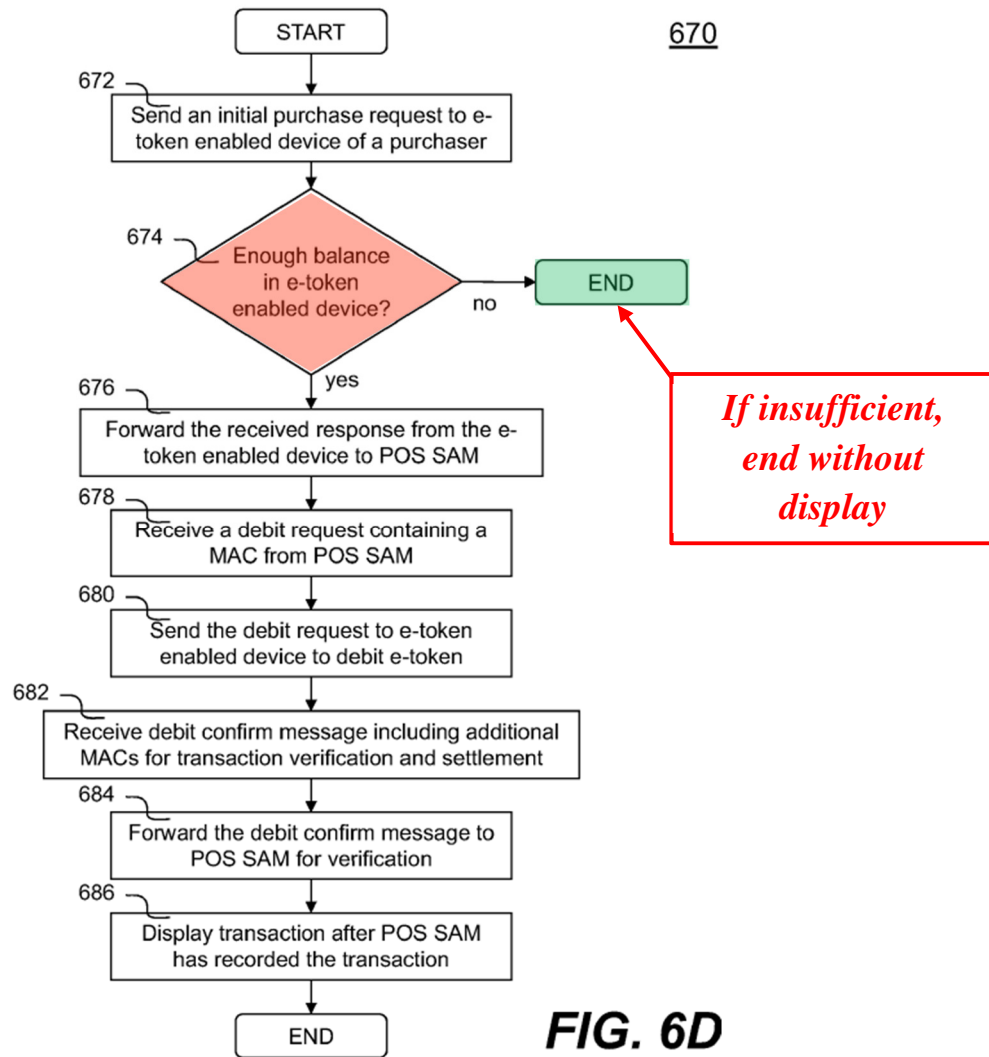 START
670
672
Send an initial purchase request to e-
token enabled device of a purchaser
674
Enough balance
in e-token
enabled device?
no
END
yes
If insufficient,
end without
display
676
Forward the received response from the e-
token enabled device to POS SAM
678
Receive a debit request containing a
MAC from POS SAM
680
Send the debit request to e-token
enabled device to debit e-token
682
Receive debit confirm message including additional
MACs for transaction verification and settlement
684
Forward the debit confirm message to
POS SAM for verification
686
Display transaction after POS SAM
has recorded the transaction
END
FIG. 6D